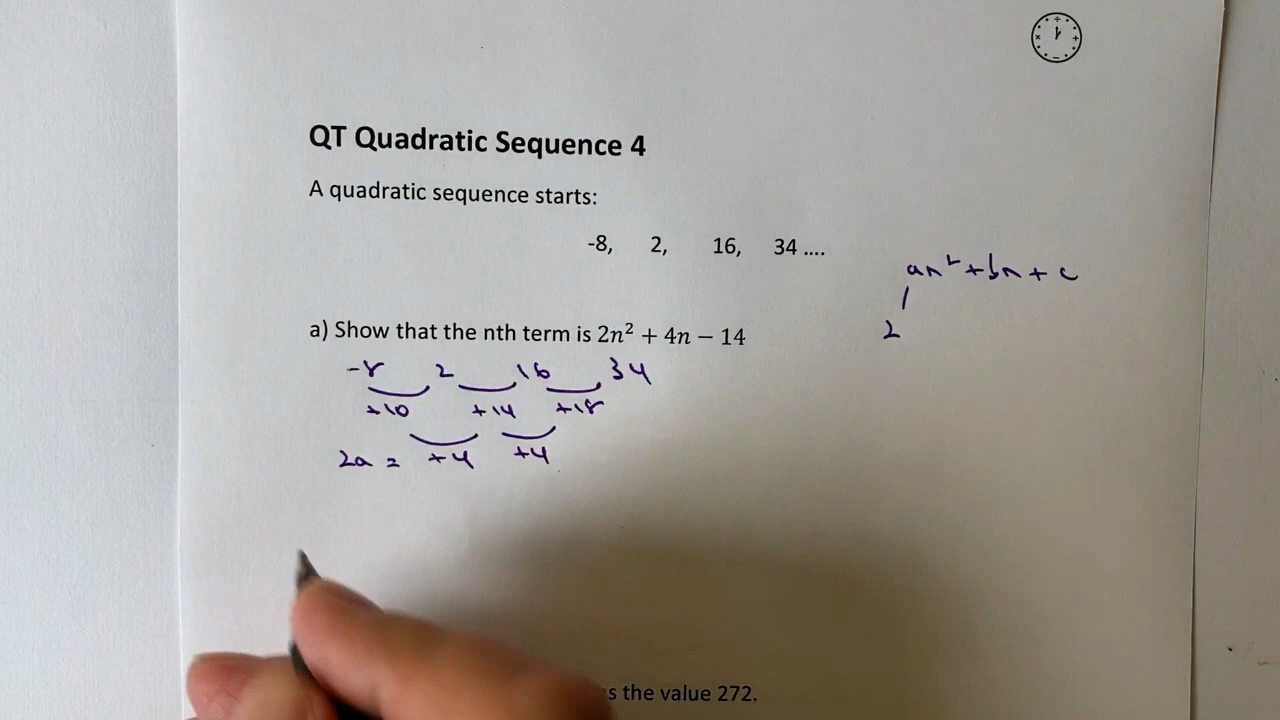 QT Quadratic Sequence 4
A quadratic sequence starts:
-8, 2, 16, 34 ....
an² + bn + c
2
a) Show that the nth term is 2n² + 4n − 14
-8 2 16 34
+10 +14 +18
2a = +4 +4
s the value 272.